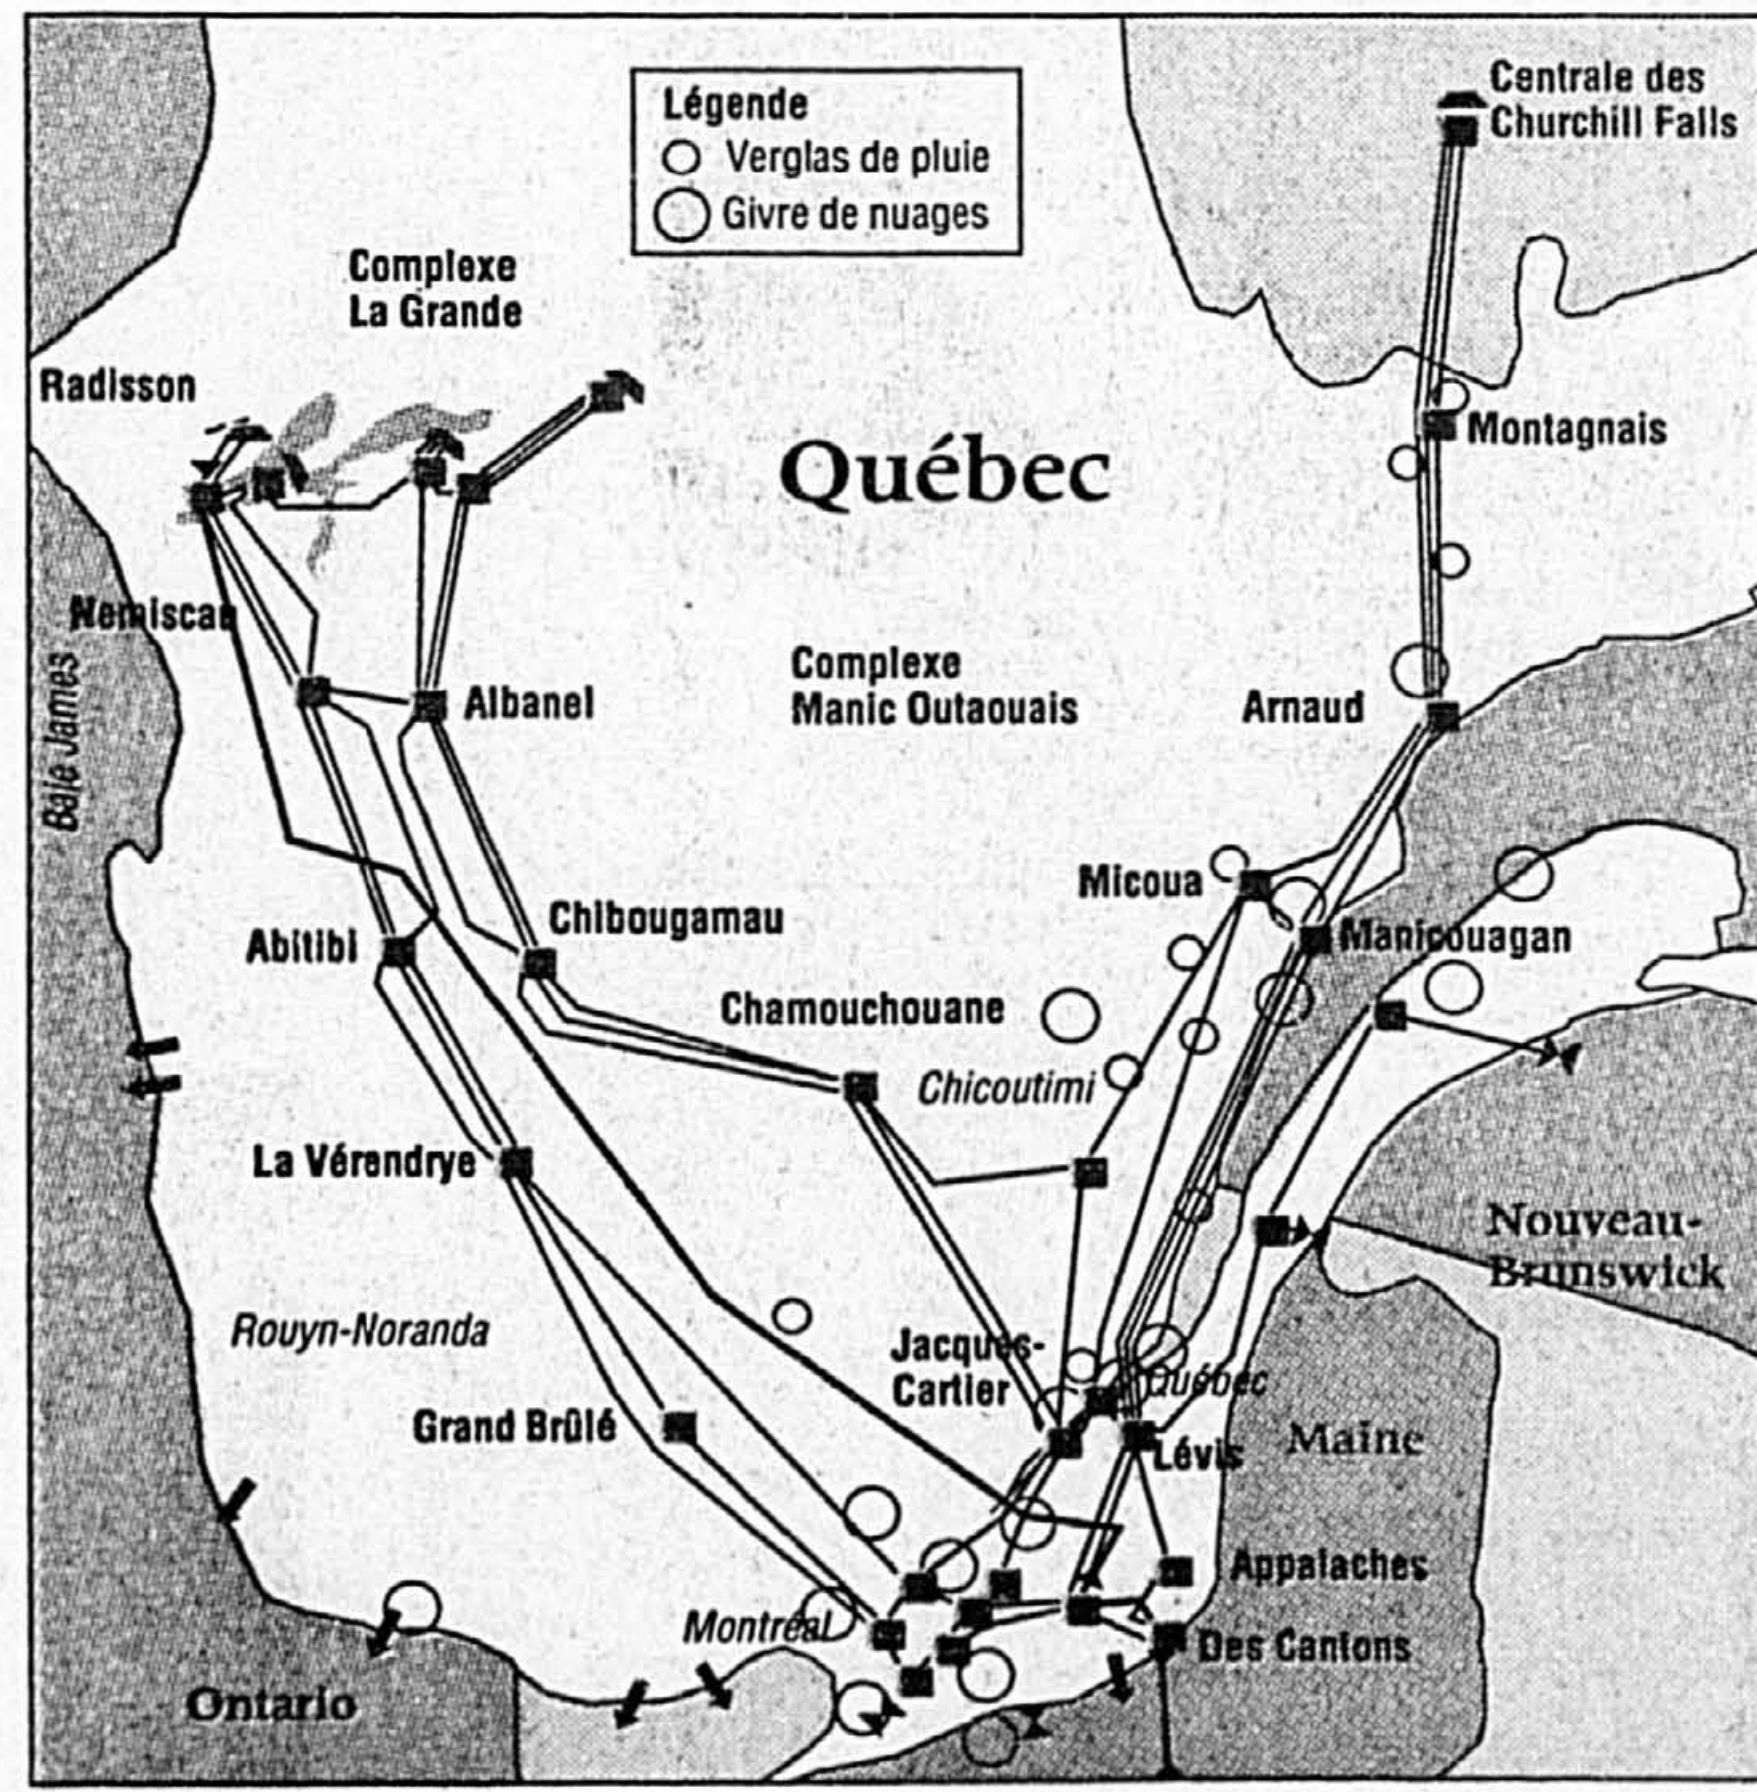 Centrale des
Churchill Falls
Légende
Verglas de pluie
Givre de nuages
Complexe
La Grande
Radisson
Québec
Montagnais
Nemiscau
Complexe
Manic Outaouais
Albanel
Arnaud
Baie James
Micoua
Chibougamau
Abitibi
Manicouagan
Chamouchouane
Chicoutimi
La Vérendrye
Nouveau-
Brunswick
Rouyn-Noranda
Jacques-
Cartier
Québec
Grand Brûlé
Lévis
Maine
Appalaches
Montréal
Des Cantons
Ontario